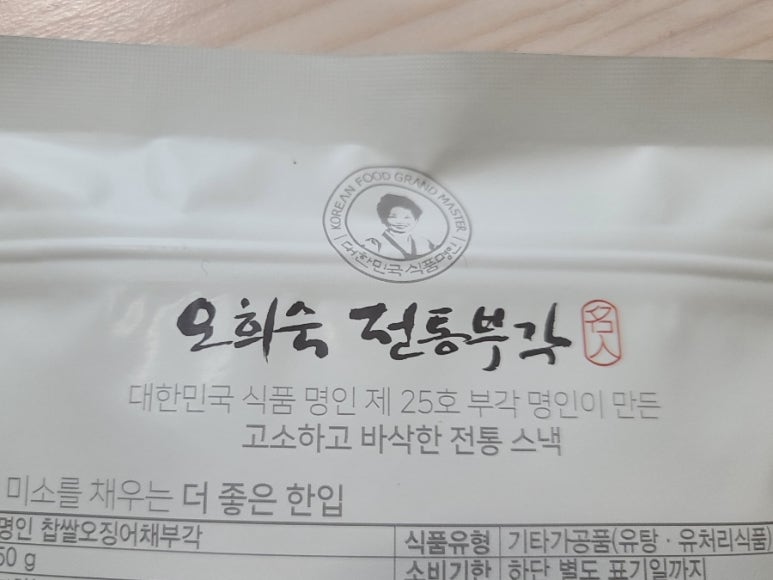 KOREAN FOOD GRAND MASTER
대한민국 식품명인
오희숙 전통부각 名人
대한민국 식품 명인 제 25호 부각 명인이 만든
고소하고 바삭한 전통 스낵
미소를 채우는 더 좋은 한입
명인 찹쌀오징어채부각 식품유형 기타가공품(유탕·유처리식품)
50 g 소비기한 하단 별도 표기일까지